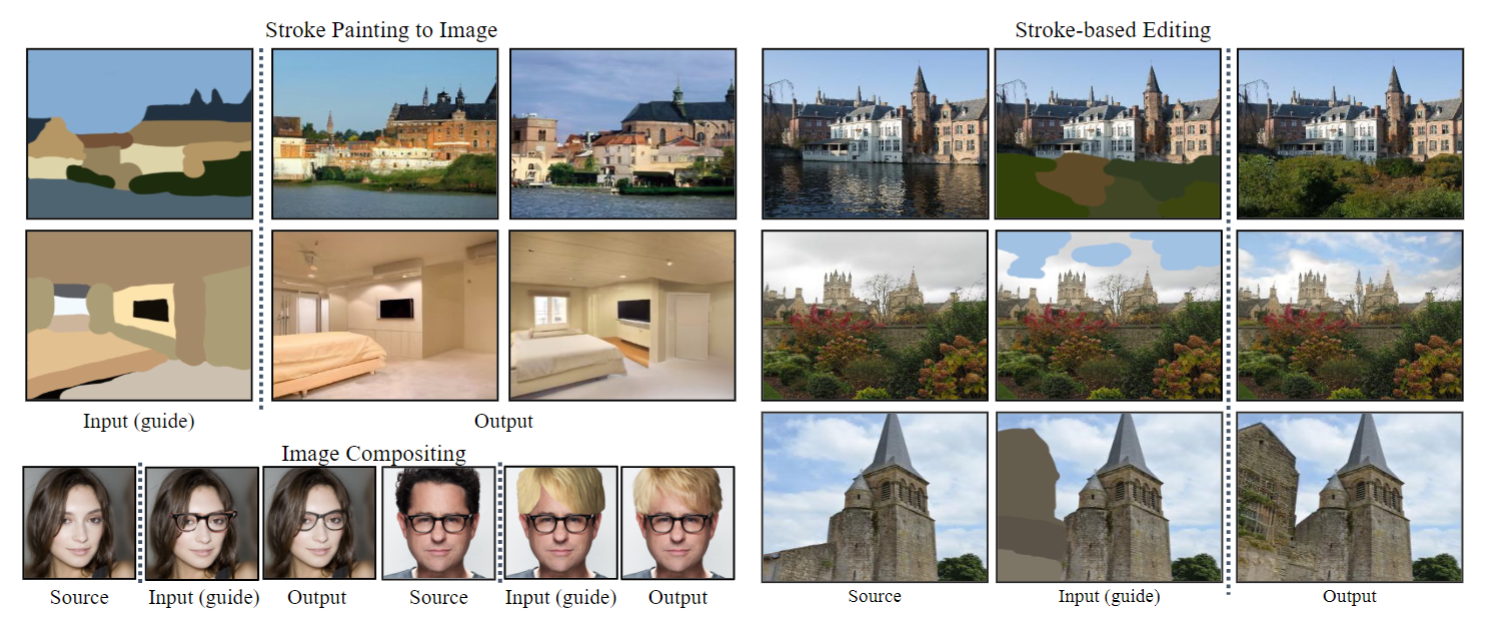 Stroke Painting to Image
Input (guide)
Output
Image Compositing
Source
Input (guide)
Output
Source
Input (guide)
Output
Stroke-based Editing
Source
Input (guide)
Output